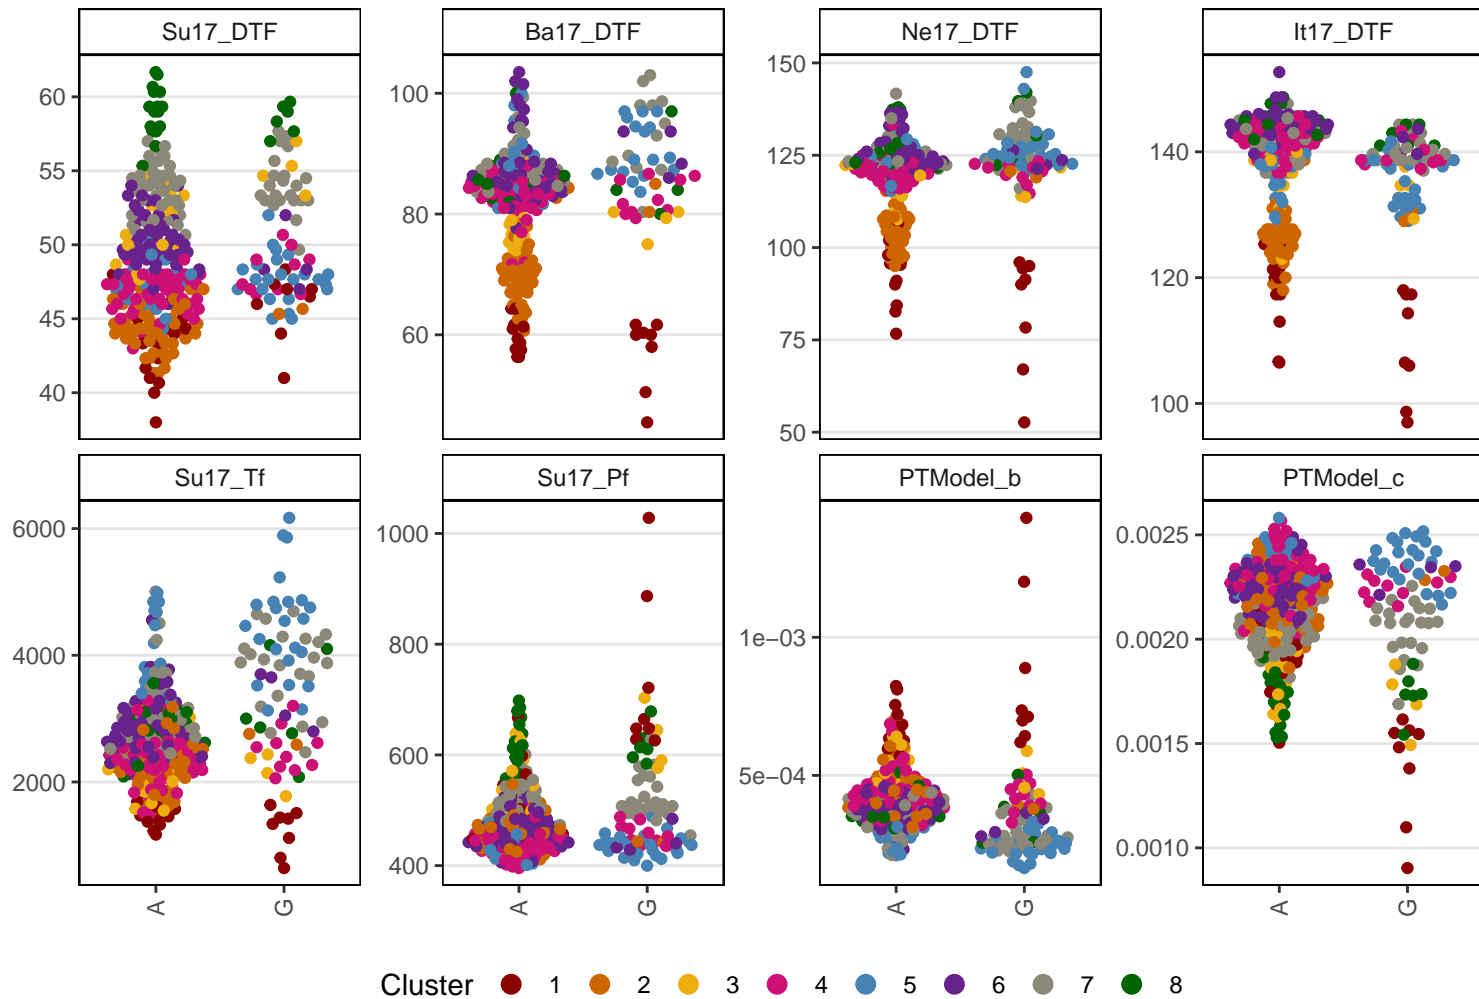 Su17_DTF
Ba17_DTF
Ne17_DTF
It17_DTF
60
55
50
45
40
100
80
60
150
125
100
75
50
140
120
100
Su17_Tf
Su17_Pf
PTModel_b
PTModel_c
6000
4000
2000
1000
800
600
400
1e−03
5e−04
0.0025
0.0020
0.0015
0.0010
A
G
A
G
A
G
A
G
Cluster 1 2 3 4 5 6 7 8